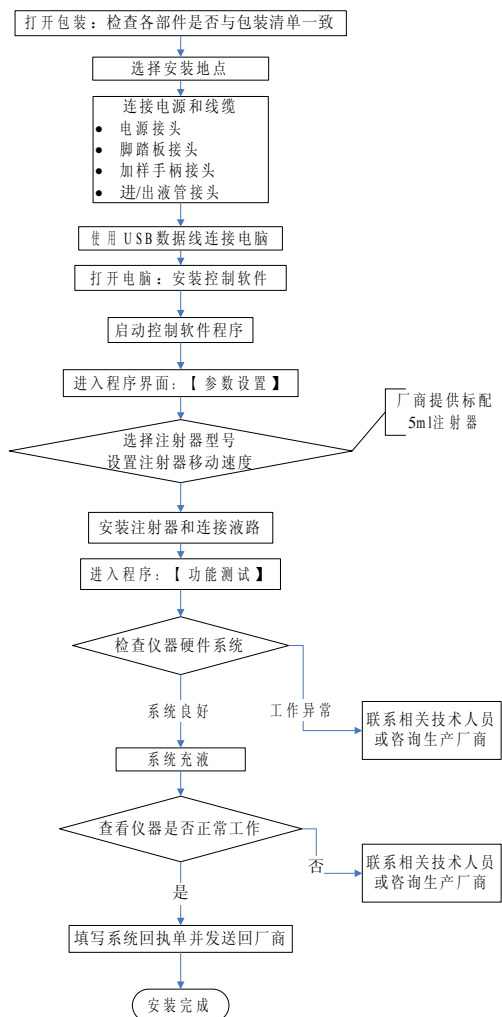 打开包装：检查各部件是否与包装清单一致
选择安装地点
连接电源和线缆
● 电源接头
● 脚踏板接头
● 加样手柄接头
● 进/出液管接头
使用USB数据线连接电脑
打开电脑：安装控制软件
启动控制软件程序
进入程序界面：【参数设置】
厂商提供标配
5ml注射器
选择注射器型号
设置注射器移动速度
安装注射器和连接液路
进入程序：【功能测试】
检查仪器硬件系统
系统良好
工作异常
联系相关技术人员
或咨询生产厂商
系统充液
查看仪器是否正常工作
否
联系相关技术人员
或咨询生产厂商
是
填写系统回执单并发送回厂商
安装完成